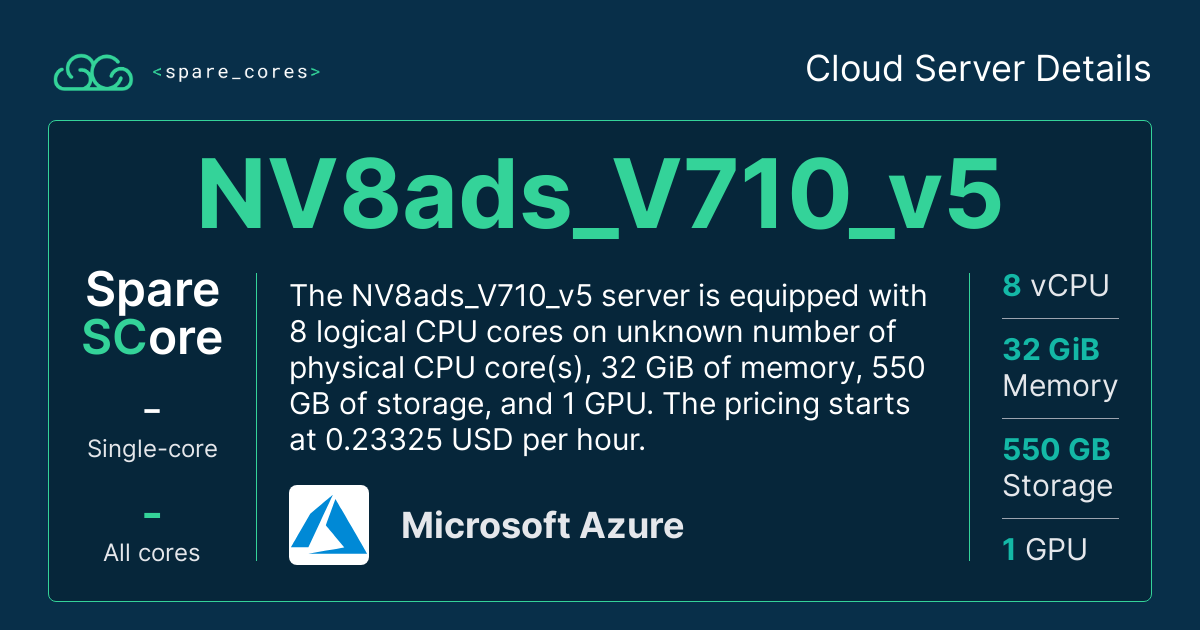 <spare_cores>
Cloud Server Details
NV8ads_V710_v5
Spare
SCore
–
Single-core
–
All cores
The NV8ads_V710_v5 server is equipped with
8 logical CPU cores on unknown number of
physical CPU core(s), 32 GiB of memory, 550
GB of storage, and 1 GPU. The pricing starts
at 0.23325 USD per hour.
Microsoft Azure
8 vCPU
32 GiB
Memory
550 GB
Storage
1 GPU